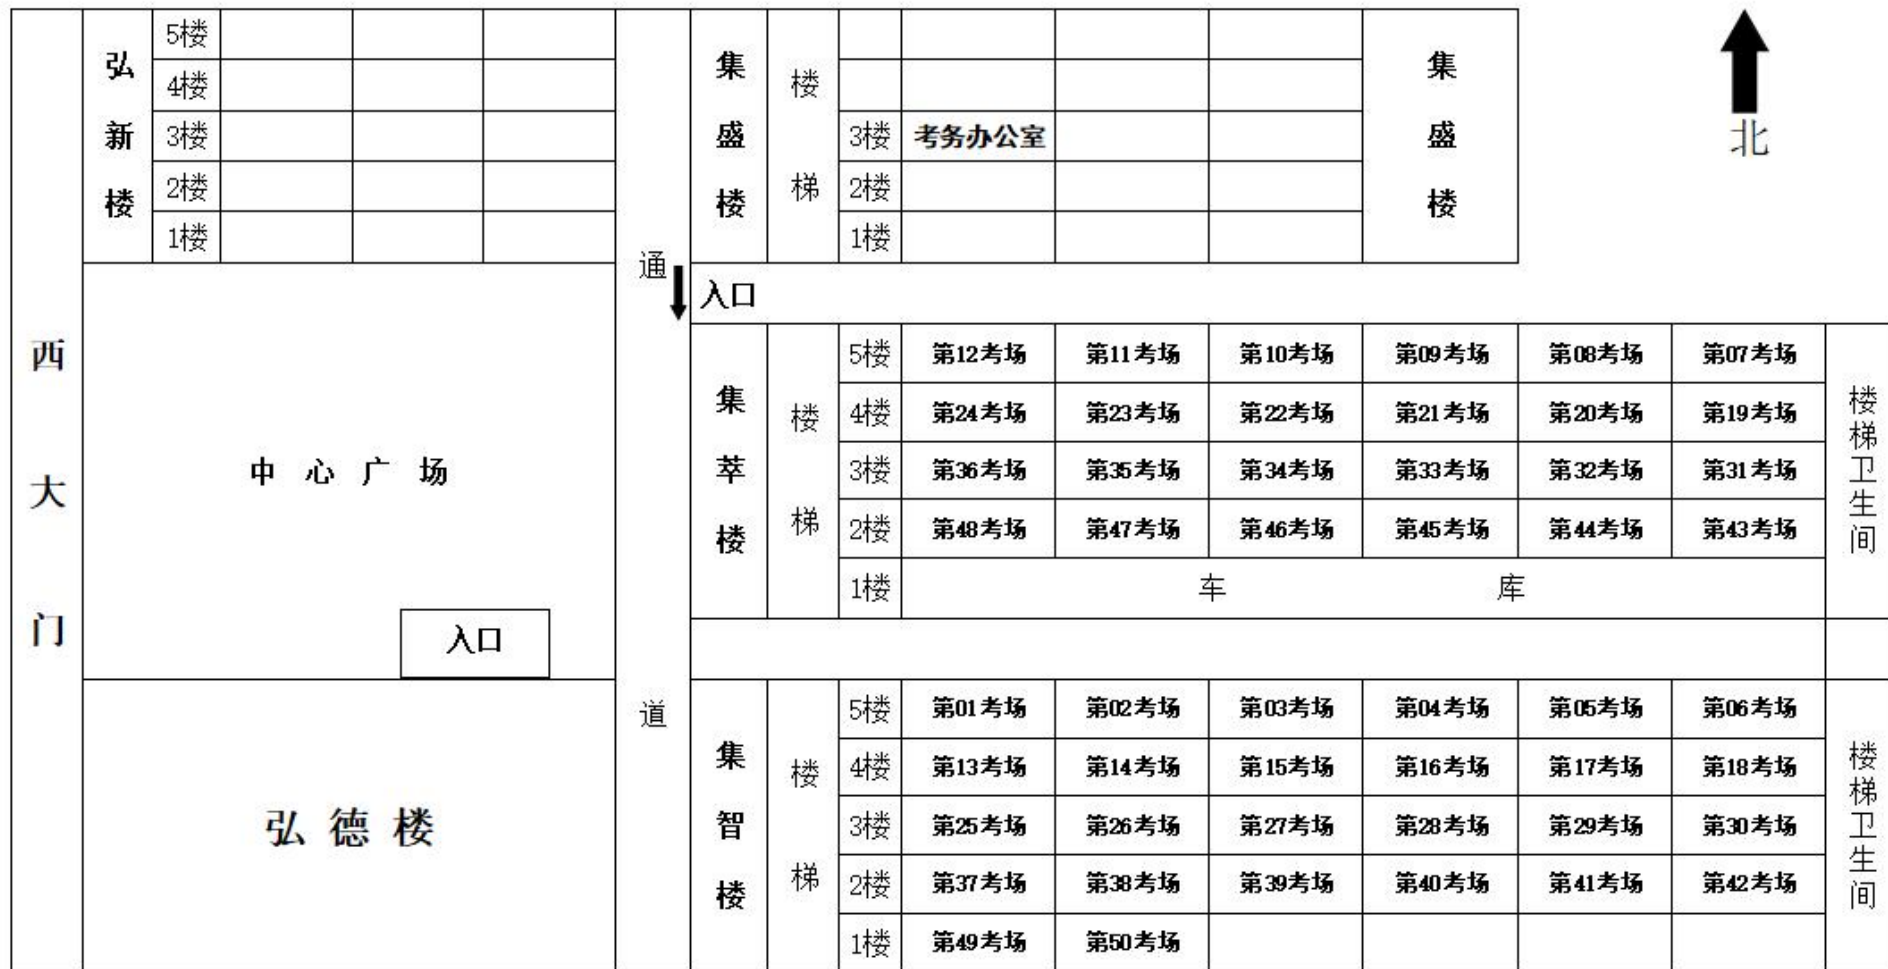 西大门
弘新楼
5楼
4楼
3楼
2楼
1楼
中心广场
入口
弘德楼
通道
集盛楼
楼梯
3楼 考务办公室
2楼
1楼
集盛楼
北
入口
集萃楼
楼梯
5楼 第12考场 第11考场 第10考场 第09考场 第08考场 第07考场
4楼 第24考场 第23考场 第22考场 第21考场 第20考场 第19考场
3楼 第36考场 第35考场 第34考场 第33考场 第32考场 第31考场
2楼 第48考场 第47考场 第46考场 第45考场 第44考场 第43考场
1楼 车库
楼梯卫生间
集智楼
楼梯
5楼 第01考场 第02考场 第03考场 第04考场 第05考场 第06考场
4楼 第13考场 第14考场 第15考场 第16考场 第17考场 第18考场
3楼 第25考场 第26考场 第27考场 第28考场 第29考场 第30考场
2楼 第37考场 第38考场 第39考场 第40考场 第41考场 第42考场
1楼 第49考场 第50考场
楼梯卫生间